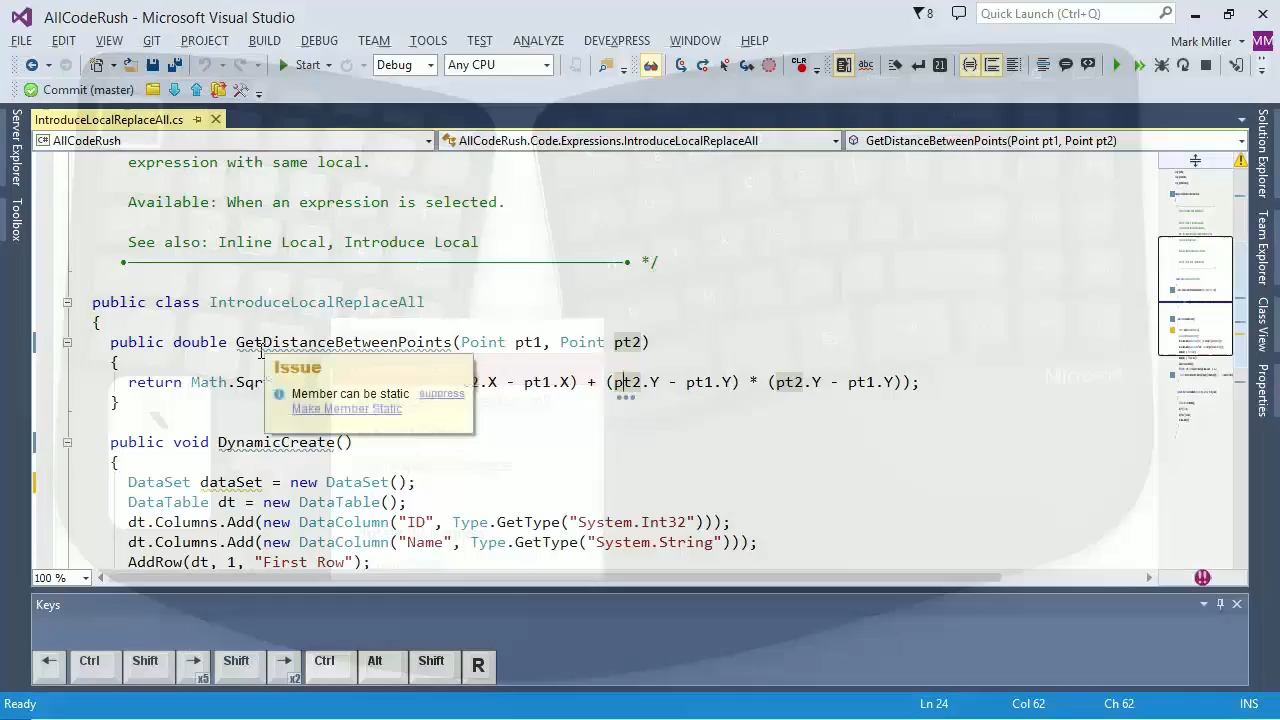 AllCodeRush - Microsoft Visual Studio
8
Quick Launch (Ctrl+Q)
FILE EDIT VIEW GIT PROJECT BUILD DEBUG TEAM TOOLS TEST ANALYZE DEVEXPRESS WINDOW HELP
Mark Miller MM
Start Debug Any CPU CR abc 21
Commit (master)
IntroduceLocalReplaceAll.cs
C# AllCodeRush AllCodeRush.Code.Expressions.IntroduceLocalReplaceAll GetDistanceBetweenPoints(Point pt1, Point pt2)
Server Explorer
Toolbox
expression with same local.
Available: When an expression is select
See also: Inline Local, Introduce Local
*/
public class IntroduceLocalReplaceAll
{
public double GetDistanceBetweenPoints(Point pt1, Point pt2)
{
return Math.Sqr pt1.X) + (pt2.Y - pt1.Y) * (pt2.Y - pt1.Y));
Member can be static suppress
Make Member Static
}
public void DynamicCreate()
{
DataSet dataSet = new DataSet();
DataTable dt = new DataTable();
dt.Columns.Add(new DataColumn("ID", Type.GetType("System.Int32")));
dt.Columns.Add(new DataColumn("Name", Type.GetType("System.String")));
AddRow(dt, 1, "First Row");
Solution Explorer
Team Explorer
Class View
Properties
Microsoft
100 %
Keys
Ctrl Shift x5 Shift x2 Ctrl Alt Shift R
Ready Ln 24 Col 62 Ch 62 INS